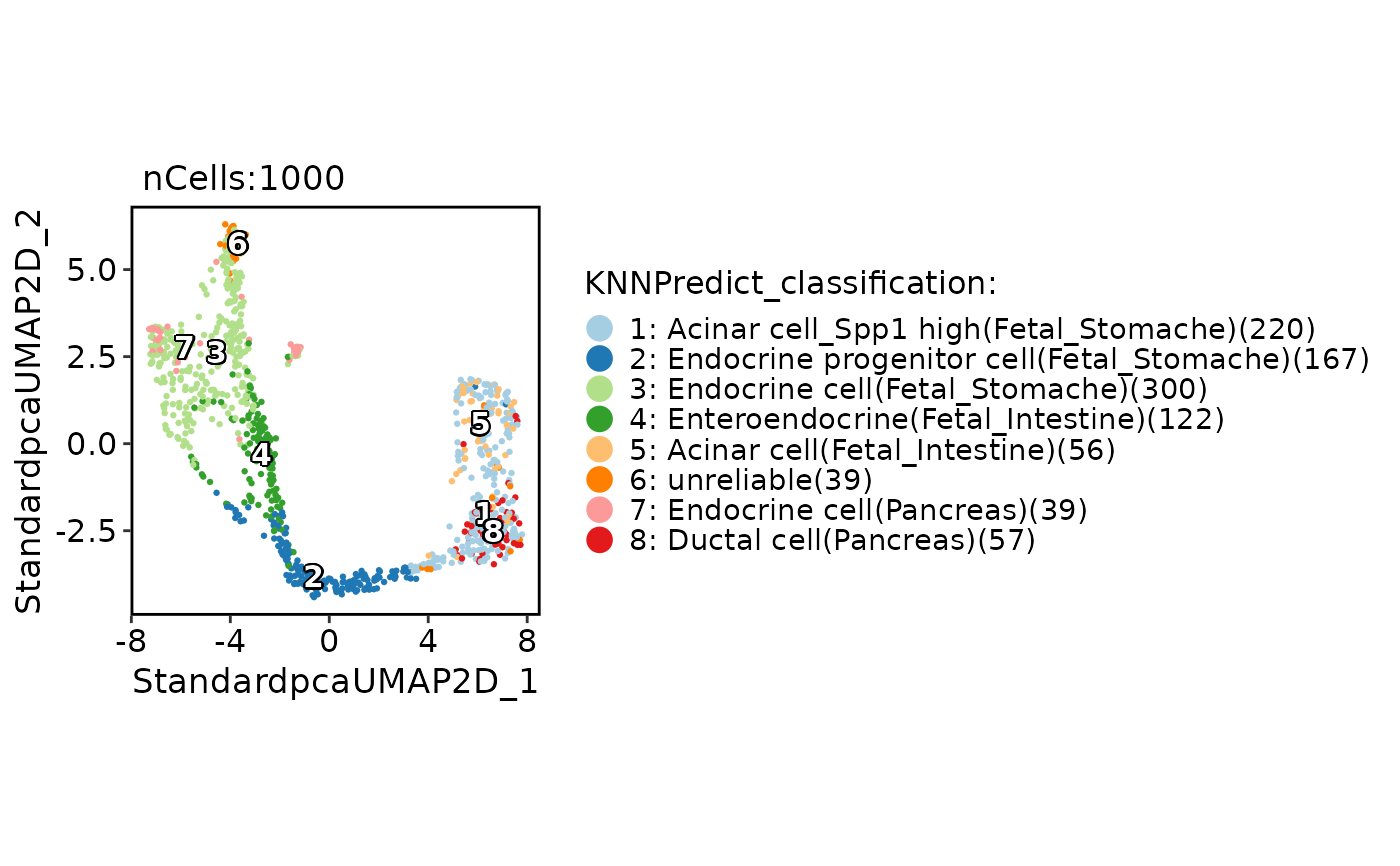 nCells:1000
StandardpcaUMAP2D_2
5.0
2.5
0.0
-2.5
6
7
3
5
4
1
8
2
-8
-4
0
4
8
StandardpcaUMAP2D_1
KNNPredict_classification:
1: Acinar cell_Spp1 high(Fetal_Stomache)(220)
2: Endocrine progenitor cell(Fetal_Stomache)(167)
3: Endocrine cell(Fetal_Stomache)(300)
4: Enteroendocrine(Fetal_Intestine)(122)
5: Acinar cell(Fetal_Intestine)(56)
6: unreliable(39)
7: Endocrine cell(Pancreas)(39)
8: Ductal cell(Pancreas)(57)